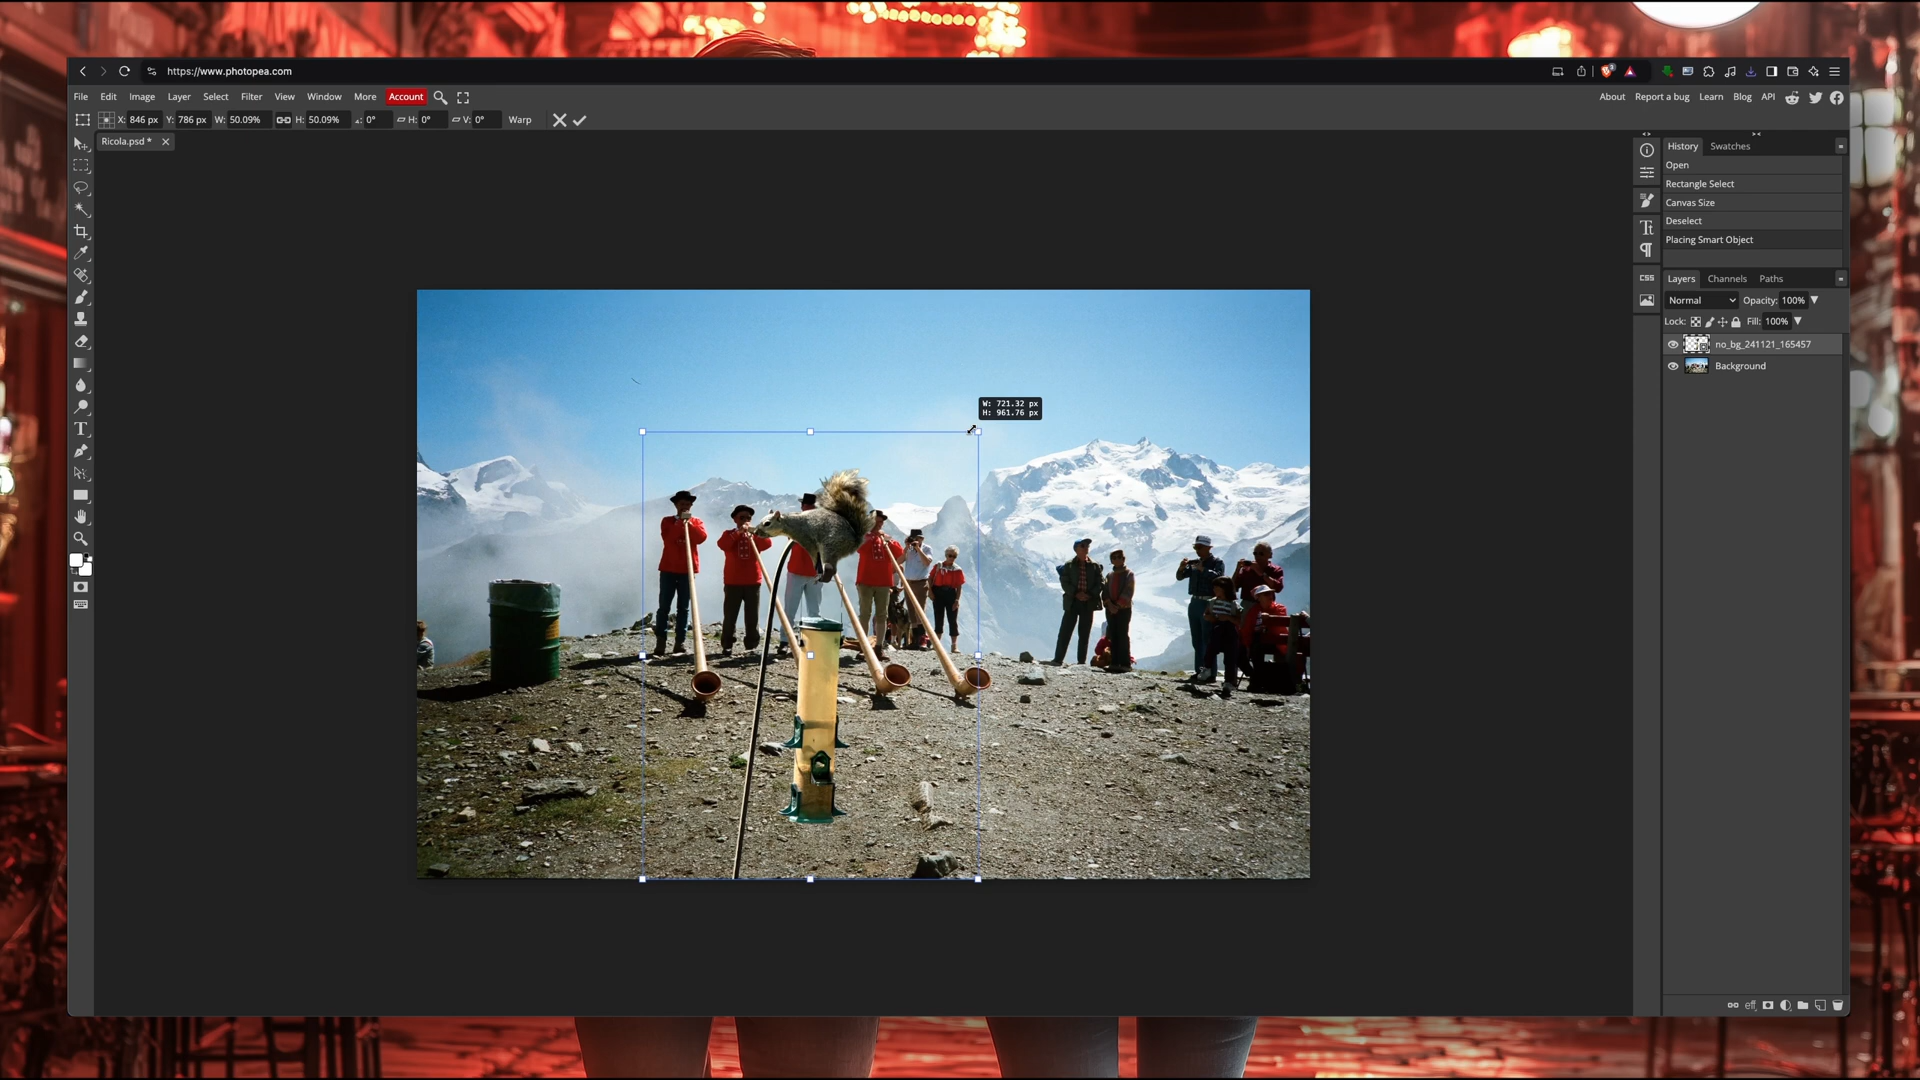 https://www.photopea.com
File Edit Image Layer Select Filter View Window More Account
About Report a bug Learn Blog API
X: 846 px Y: 786 px W: 50.09% H: 50.09% 0° H: 0° V: 0° Warp
Ricola.psd *
History Swatches
Open
Rectangle Select
Canvas Size
Deselect
Placing Smart Object
CSS
Layers Channels Paths
Normal Opacity: 100%
Lock: Fill: 100%
no_bg_241121_165457
Background
W: 721.32 px
H: 961.76 px
eff